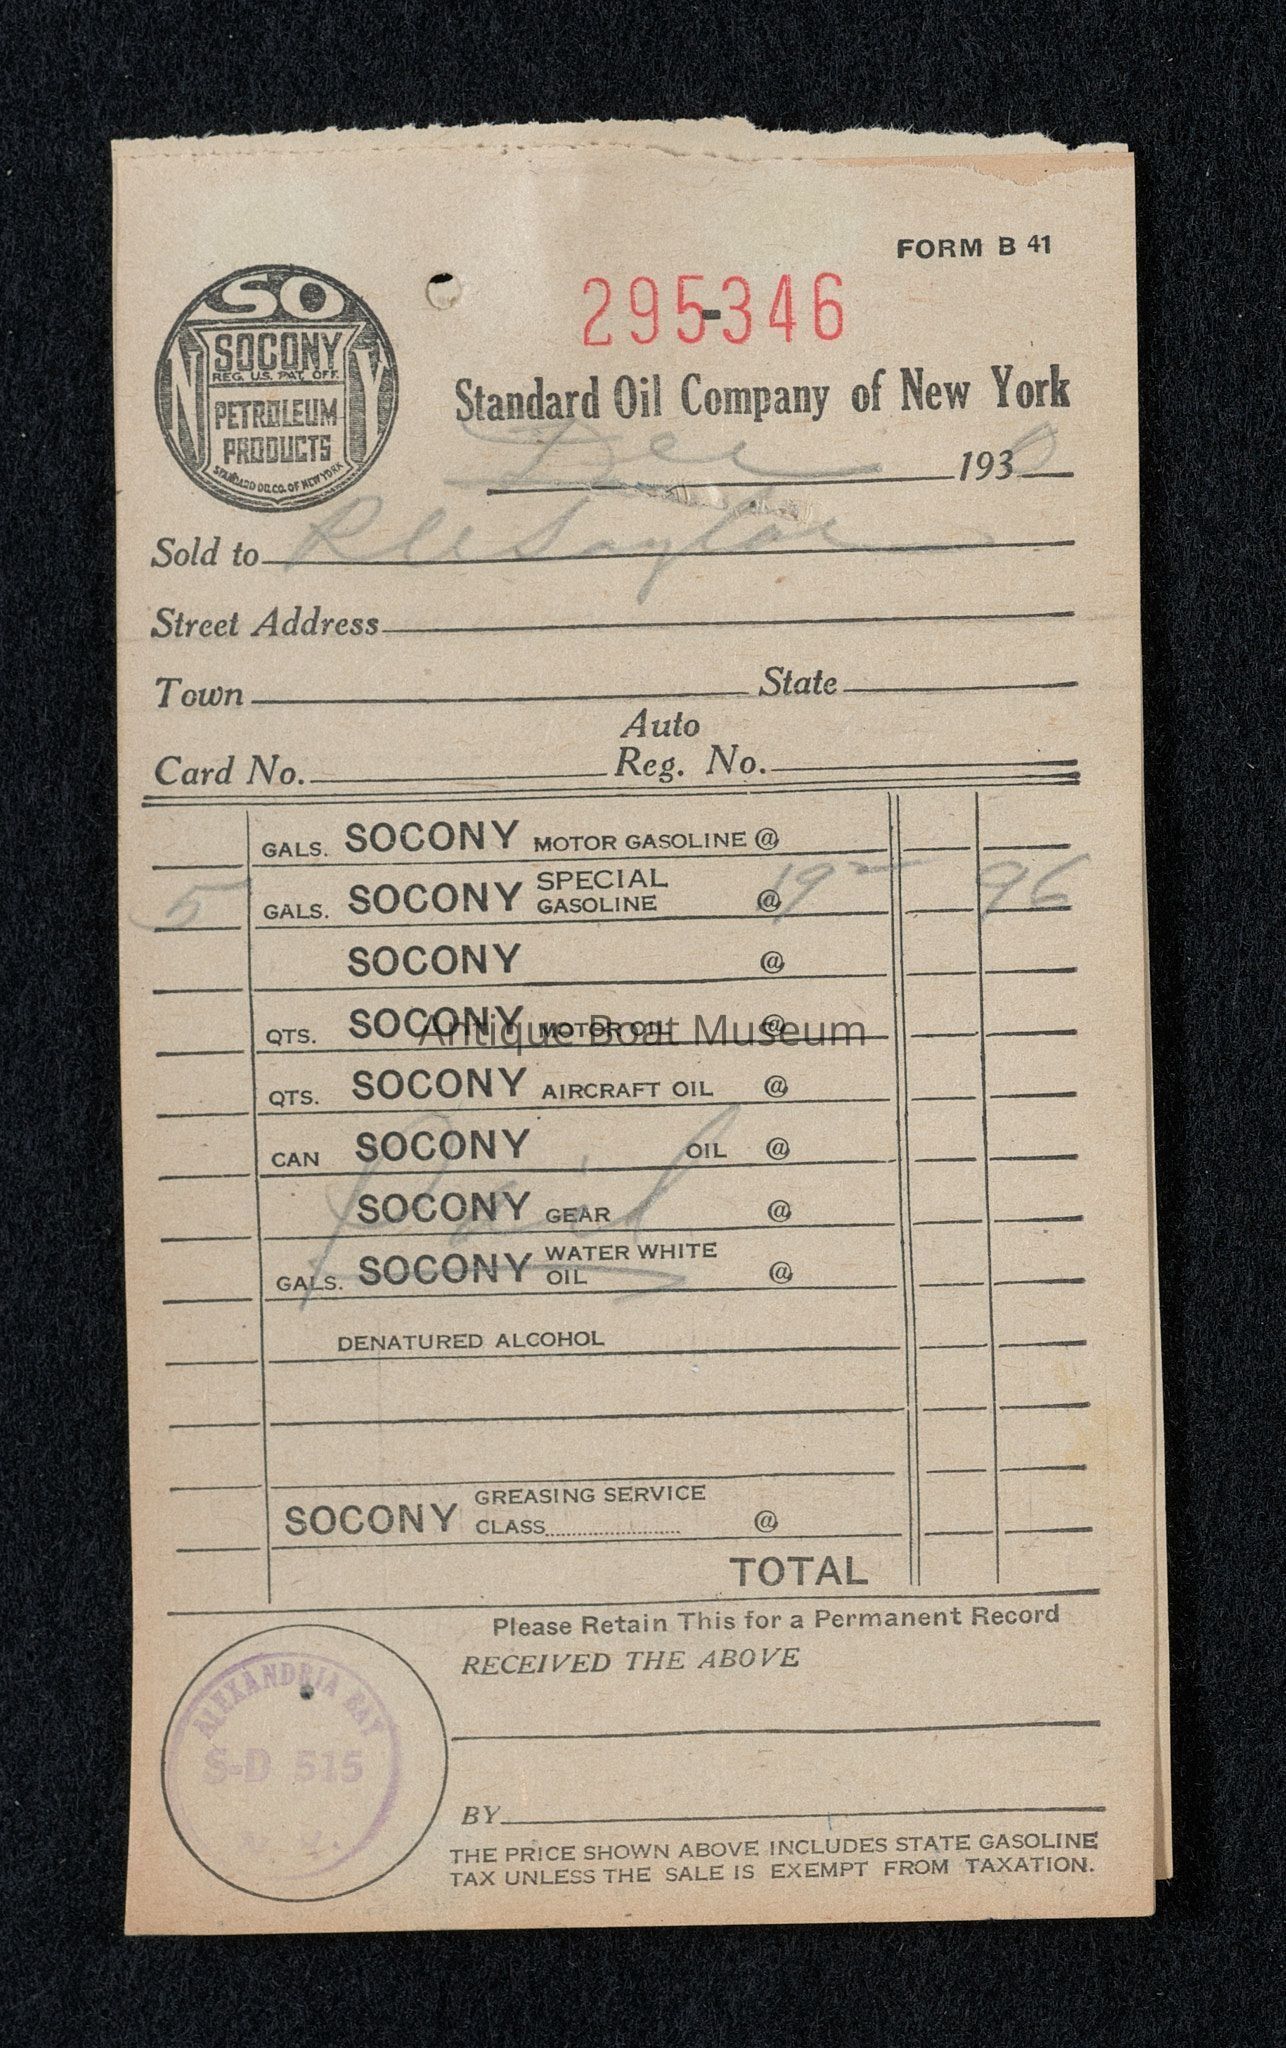 FORM B 41
295-346
SO
N Y
SOCONY
REG. U.S. PAT. OFF.
PETROLEUM
PRODUCTS
STANDARD OIL CO. OF NEW YORK
Standard Oil Company of New York
Dec 1930
Sold to
Street Address
Town State
Auto
Card No. Reg. No.
GALS. SOCONY MOTOR GASOLINE @
5 GALS. SOCONY SPECIAL GASOLINE @ 19 96
SOCONY @
QTS. SOCONY MOTOR OIL @
Antique Boat Museum
QTS. SOCONY AIRCRAFT OIL @
CAN SOCONY OIL @
Paid
SOCONY GEAR @
GALS. SOCONY WATER WHITE OIL @
DENATURED ALCOHOL
SOCONY GREASING SERVICE
CLASS @
TOTAL
Please Retain This for a Permanent Record
RECEIVED THE ABOVE
ALEXANDRIA BAY
S-D 515
N. Y.
BY
THE PRICE SHOWN ABOVE INCLUDES STATE GASOLINE
TAX UNLESS THE SALE IS EXEMPT FROM TAXATION.